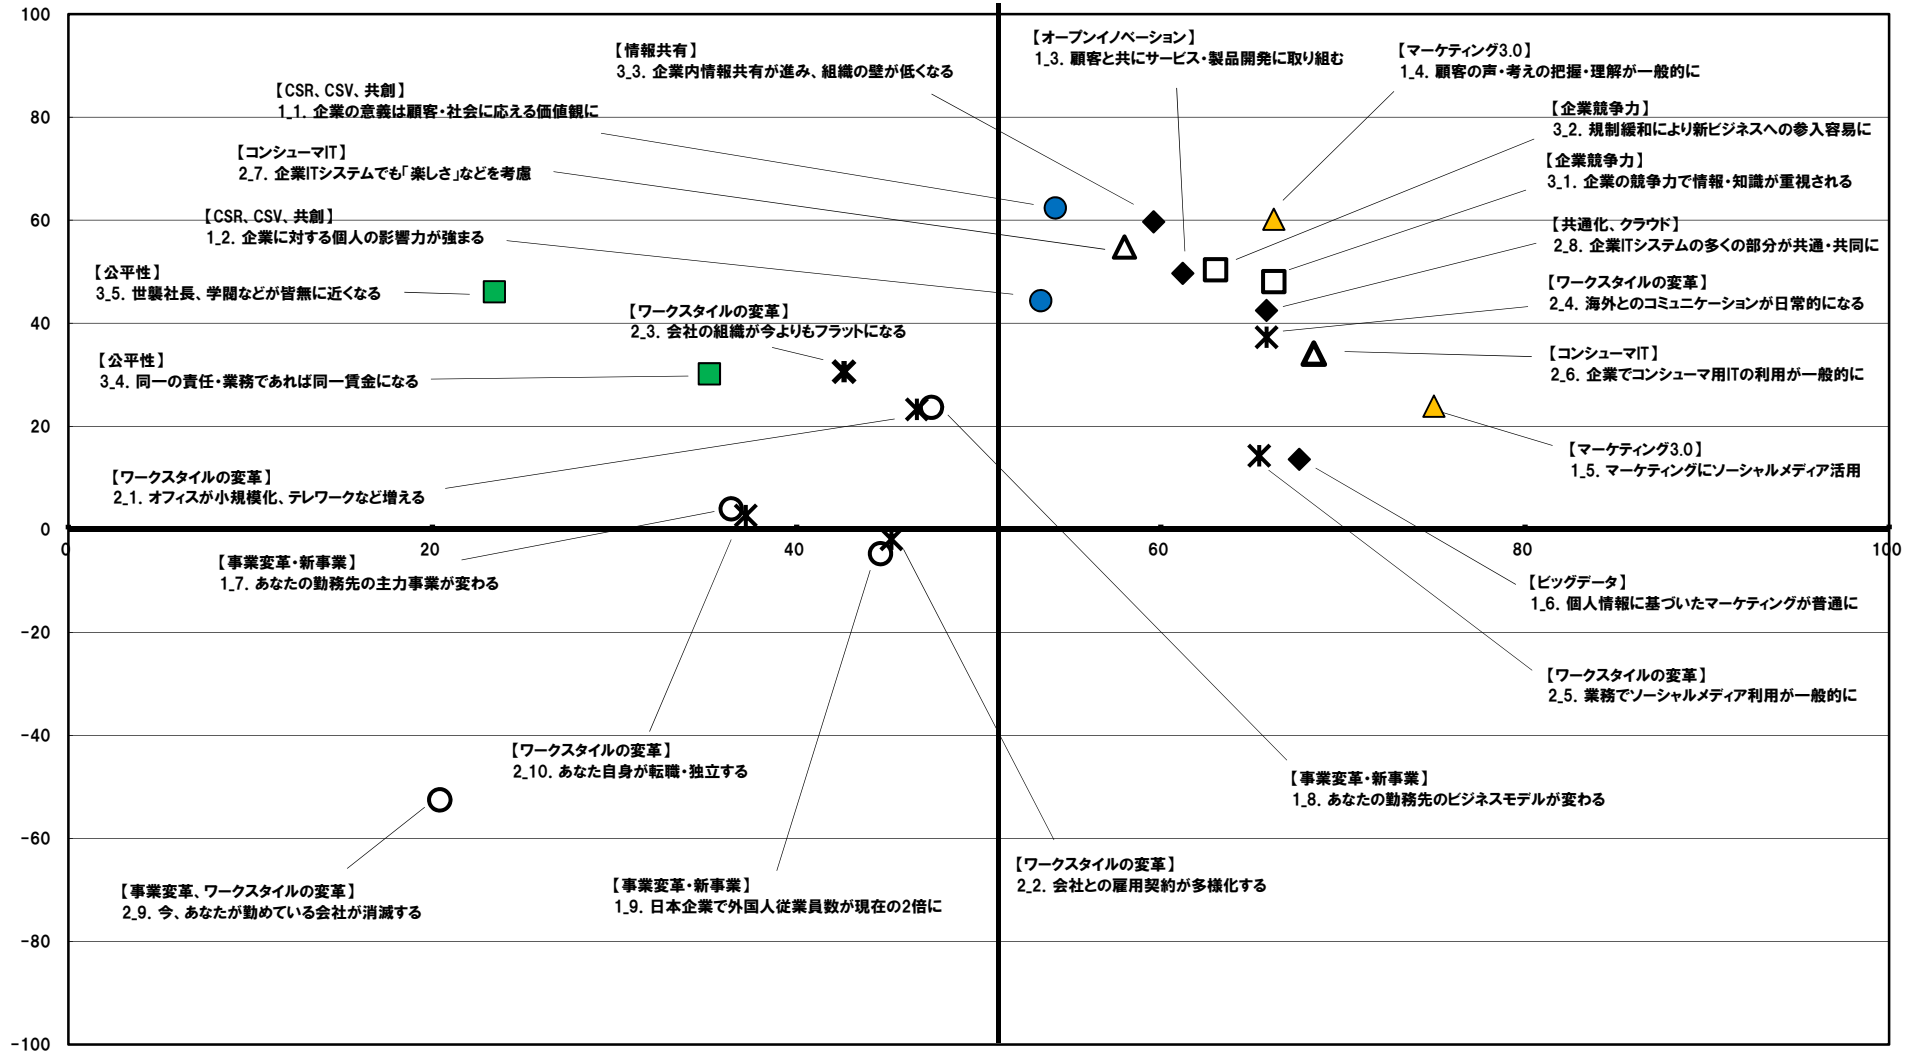 100
80
60
40
20
0
-20
-40
-60
-80
-100
0
20
40
60
80
100
【情報共有】
3_3. 企業内情報共有が進み、組織の壁が低くなる
【オープンイノベーション】
1_3. 顧客と共にサービス・製品開発に取り組む
【マーケティング3.0】
1_4. 顧客の声・考えの把握・理解が一般的に
【CSR、CSV、共創】
1_1. 企業の意義は顧客・社会に応える価値観に
【企業競争力】
3_2. 規制緩和により新ビジネスへの参入容易に
【コンシューマIT】
2_7. 企業ITシステムでも「楽しさ」などを考慮
【企業競争力】
3_1. 企業の競争力で情報・知識が重視される
【CSR、CSV、共創】
1_2. 企業に対する個人の影響力が強まる
【共通化、クラウド】
2_8. 企業ITシステムの多くの部分が共通・共同に
【公平性】
3_5. 世襲社長、学閥などが皆無に近くなる
【ワークスタイルの変革】
2_4. 海外とのコミュニケーションが日常的になる
【ワークスタイルの変革】
2_3. 会社の組織が今よりもフラットになる
【公平性】
3_4. 同一の責任・業務であれば同一賃金になる
【コンシューマIT】
2_6. 企業でコンシューマ用ITの利用が一般的に
【マーケティング3.0】
1_5. マーケティングにソーシャルメディア活用
【ワークスタイルの変革】
2_1. オフィスが小規模化、テレワークなど増える
【事業変革・新事業】
1_7. あなたの勤務先の主力事業が変わる
【ビッグデータ】
1_6. 個人情報に基づいたマーケティングが普通に
【ワークスタイルの変革】
2_5. 業務でソーシャルメディア利用が一般的に
【ワークスタイルの変革】
2_10. あなた自身が転職・独立する
【事業変革・新事業】
1_8. あなたの勤務先のビジネスモデルが変わる
【ワークスタイルの変革】
2_2. 会社との雇用契約が多様化する
【事業変革、ワークスタイルの変革】
2_9. 今、あなたが勤めている会社が消滅する
【事業変革・新事業】
1_9. 日本企業で外国人従業員数が現在の2倍に